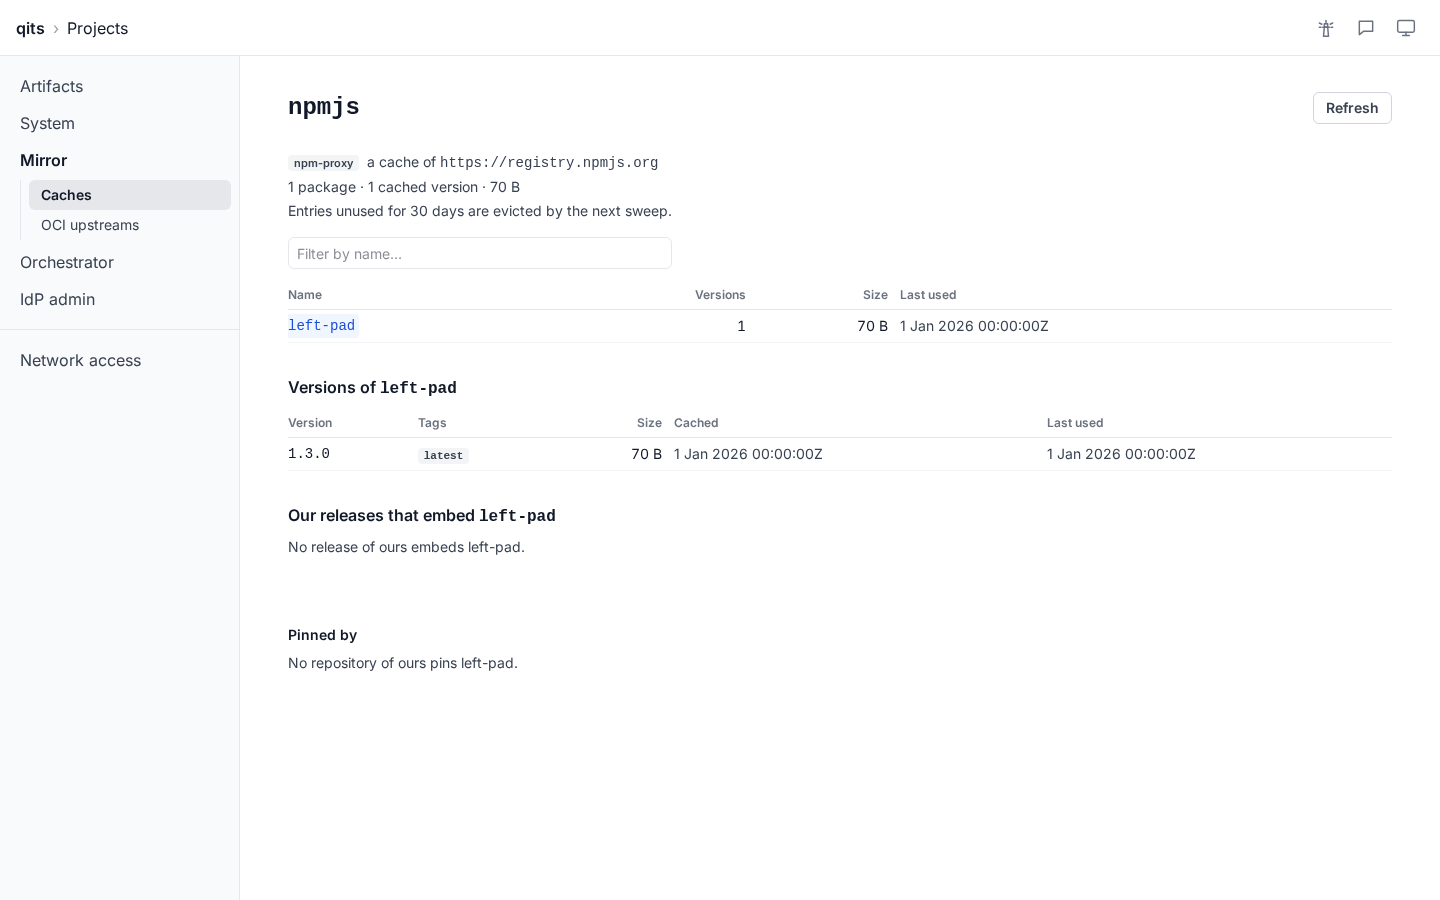 qits › Projects
Artifacts
System
Mirror
Caches
OCI upstreams
Orchestrator
IdP admin
Network access
npmjs
Refresh
npm-proxy a cache of https://registry.npmjs.org
1 package · 1 cached version · 70 B
Entries unused for 30 days are evicted by the next sweep.
Filter by name...
Name Versions Size Last used
left-pad 1 70 B 1 Jan 2026 00:00:00Z
Versions of left-pad
Version Tags Size Cached Last used
1.3.0 latest 70 B 1 Jan 2026 00:00:00Z 1 Jan 2026 00:00:00Z
Our releases that embed left-pad
No release of ours embeds left-pad.
Pinned by
No repository of ours pins left-pad.